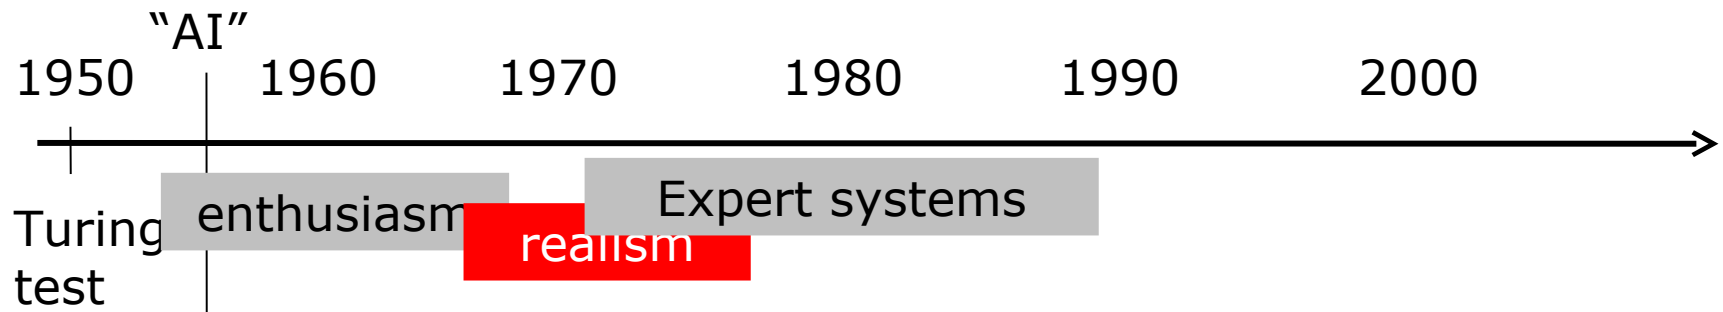 “AI”
1950 1960 1970 1980 1990 2000
Expert systems
enthusiasm
Turing
realism
test